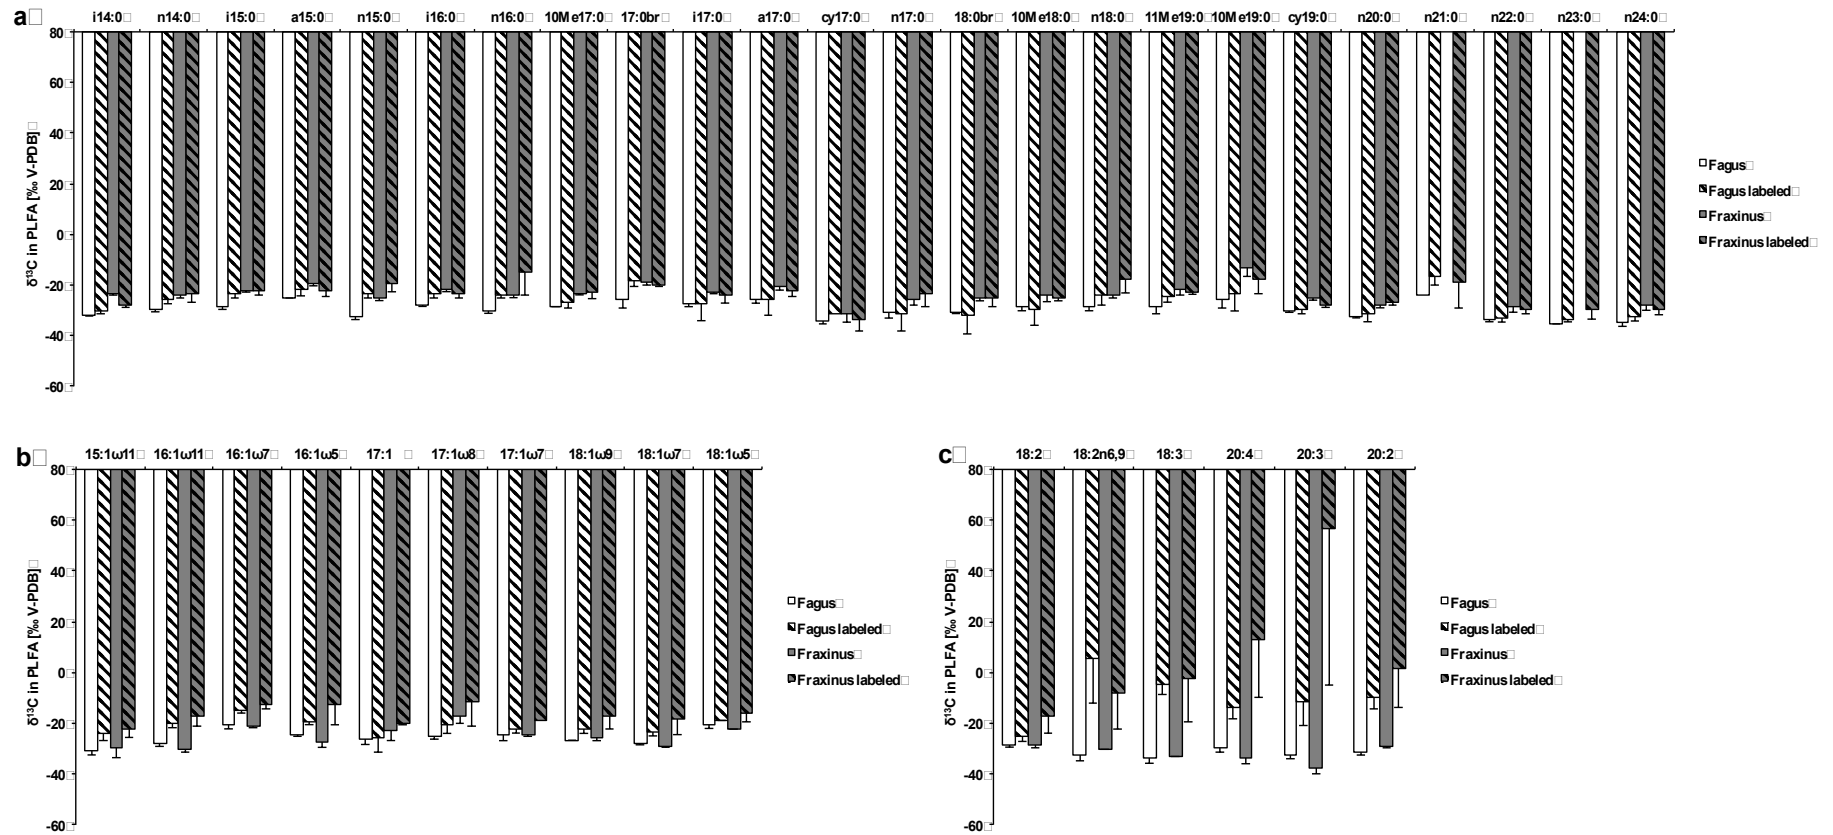 a
i14:0 n14:0 i15:0 a15:0 n15:0 i16:0 n16:0 10Me17:0 17:0br i17:0 a17:0 cy17:0 n17:0 18:0br 10Me18:0 n18:0 11Me19:0 10Me19:0 cy19:0 n20:0 n21:0 n22:0 n23:0 n24:0
80
60
40
20
0
-20
-40
-60
δ¹³C in PLFA [‰ V-PDB]
Fagus
Fagus labeled
Fraxinus
Fraxinus labeled
b
15:1ω11 16:1ω11 16:1ω7 16:1ω5 17:1 17:1ω8 17:1ω7 18:1ω9 18:1ω7 18:1ω5
80
60
40
20
0
-20
-40
-60
δ¹³C in PLFA [‰ V-PDB]
Fagus
Fagus labeled
Fraxinus
Fraxinus labeled
c
18:2 18:2n6,9 18:3 20:4 20:3 20:2
80
60
40
20
0
-20
-40
-60
δ¹³C in PLFA [‰ V-PDB]
Fagus
Fagus labeled
Fraxinus
Fraxinus labeled